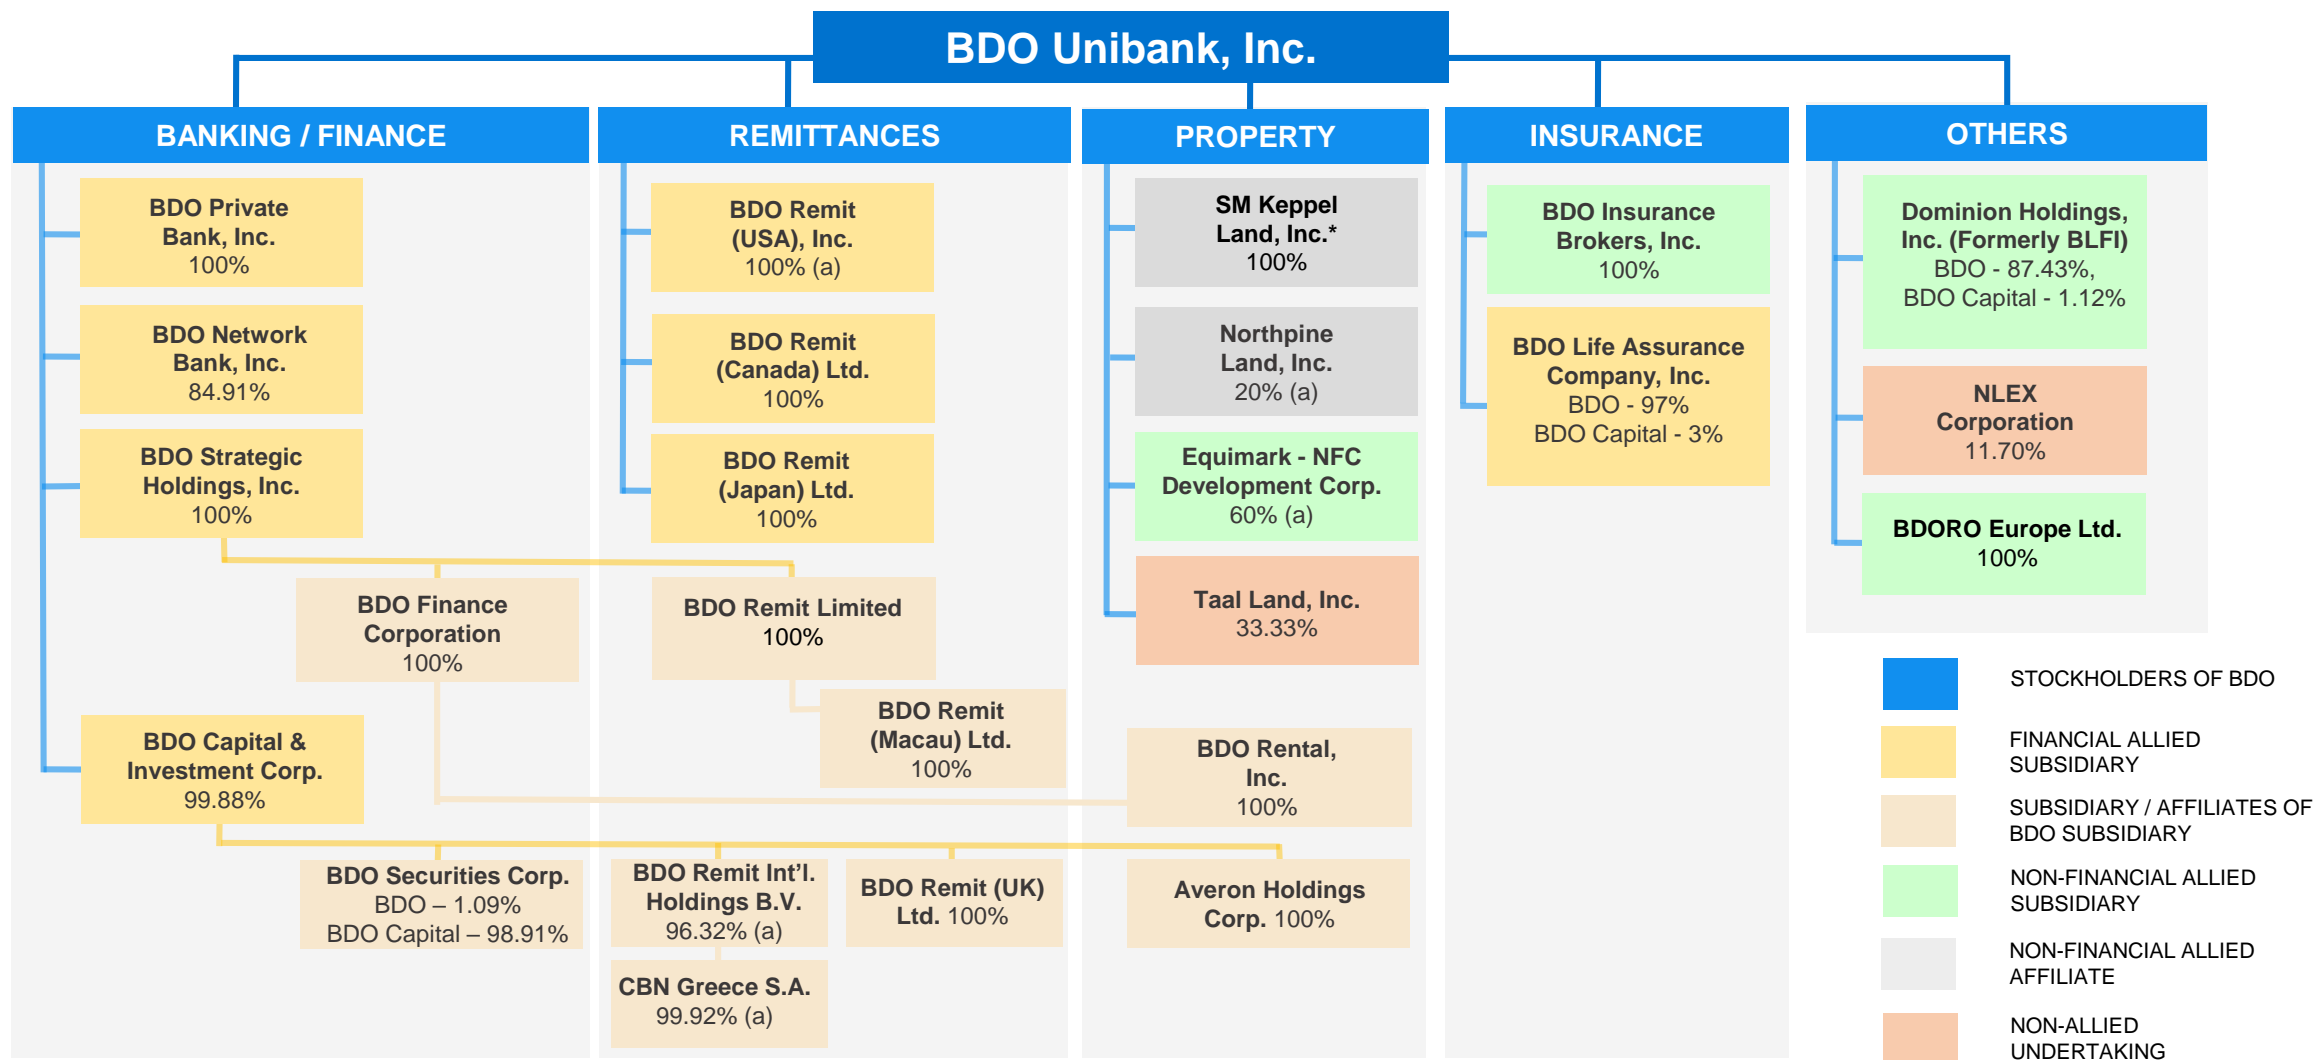 BDO Unibank, Inc.
BANKING / FINANCE
BDO Private
Bank, Inc.
100%
BDO Network
Bank, Inc.
84.91%
BDO Strategic
Holdings, Inc.
100%
BDO Finance
Corporation
100%
BDO Capital &
Investment Corp.
99.88%
BDO Securities Corp.
BDO – 1.09%
BDO Capital – 98.91%
REMITTANCES
BDO Remit
(USA), Inc.
100% (a)
BDO Remit
(Canada) Ltd.
100%
BDO Remit
(Japan) Ltd.
100%
BDO Remit Limited
100%
BDO Remit
(Macau) Ltd.
100%
BDO Remit Int’l.
Holdings B.V.
96.32% (a)
BDO Remit (UK)
Ltd. 100%
CBN Greece S.A.
99.92% (a)
PROPERTY
SM Keppel
Land, Inc.*
100%
Northpine
Land, Inc.
20% (a)
Equimark - NFC
Development Corp.
60% (a)
Taal Land, Inc.
33.33%
BDO Rental,
Inc.
100%
Averon Holdings
Corp. 100%
INSURANCE
BDO Insurance
Brokers, Inc.
100%
BDO Life Assurance
Company, Inc.
BDO - 97%
BDO Capital - 3%
OTHERS
Dominion Holdings,
Inc. (Formerly BLFI)
BDO - 87.43%,
BDO Capital - 1.12%
NLEX
Corporation
11.70%
BDORO Europe Ltd.
100%
STOCKHOLDERS OF BDO
FINANCIAL ALLIED
SUBSIDIARY
SUBSIDIARY / AFFILIATES OF
BDO SUBSIDIARY
NON-FINANCIAL ALLIED
SUBSIDIARY
NON-FINANCIAL ALLIED
AFFILIATE
NON-ALLIED
UNDERTAKING